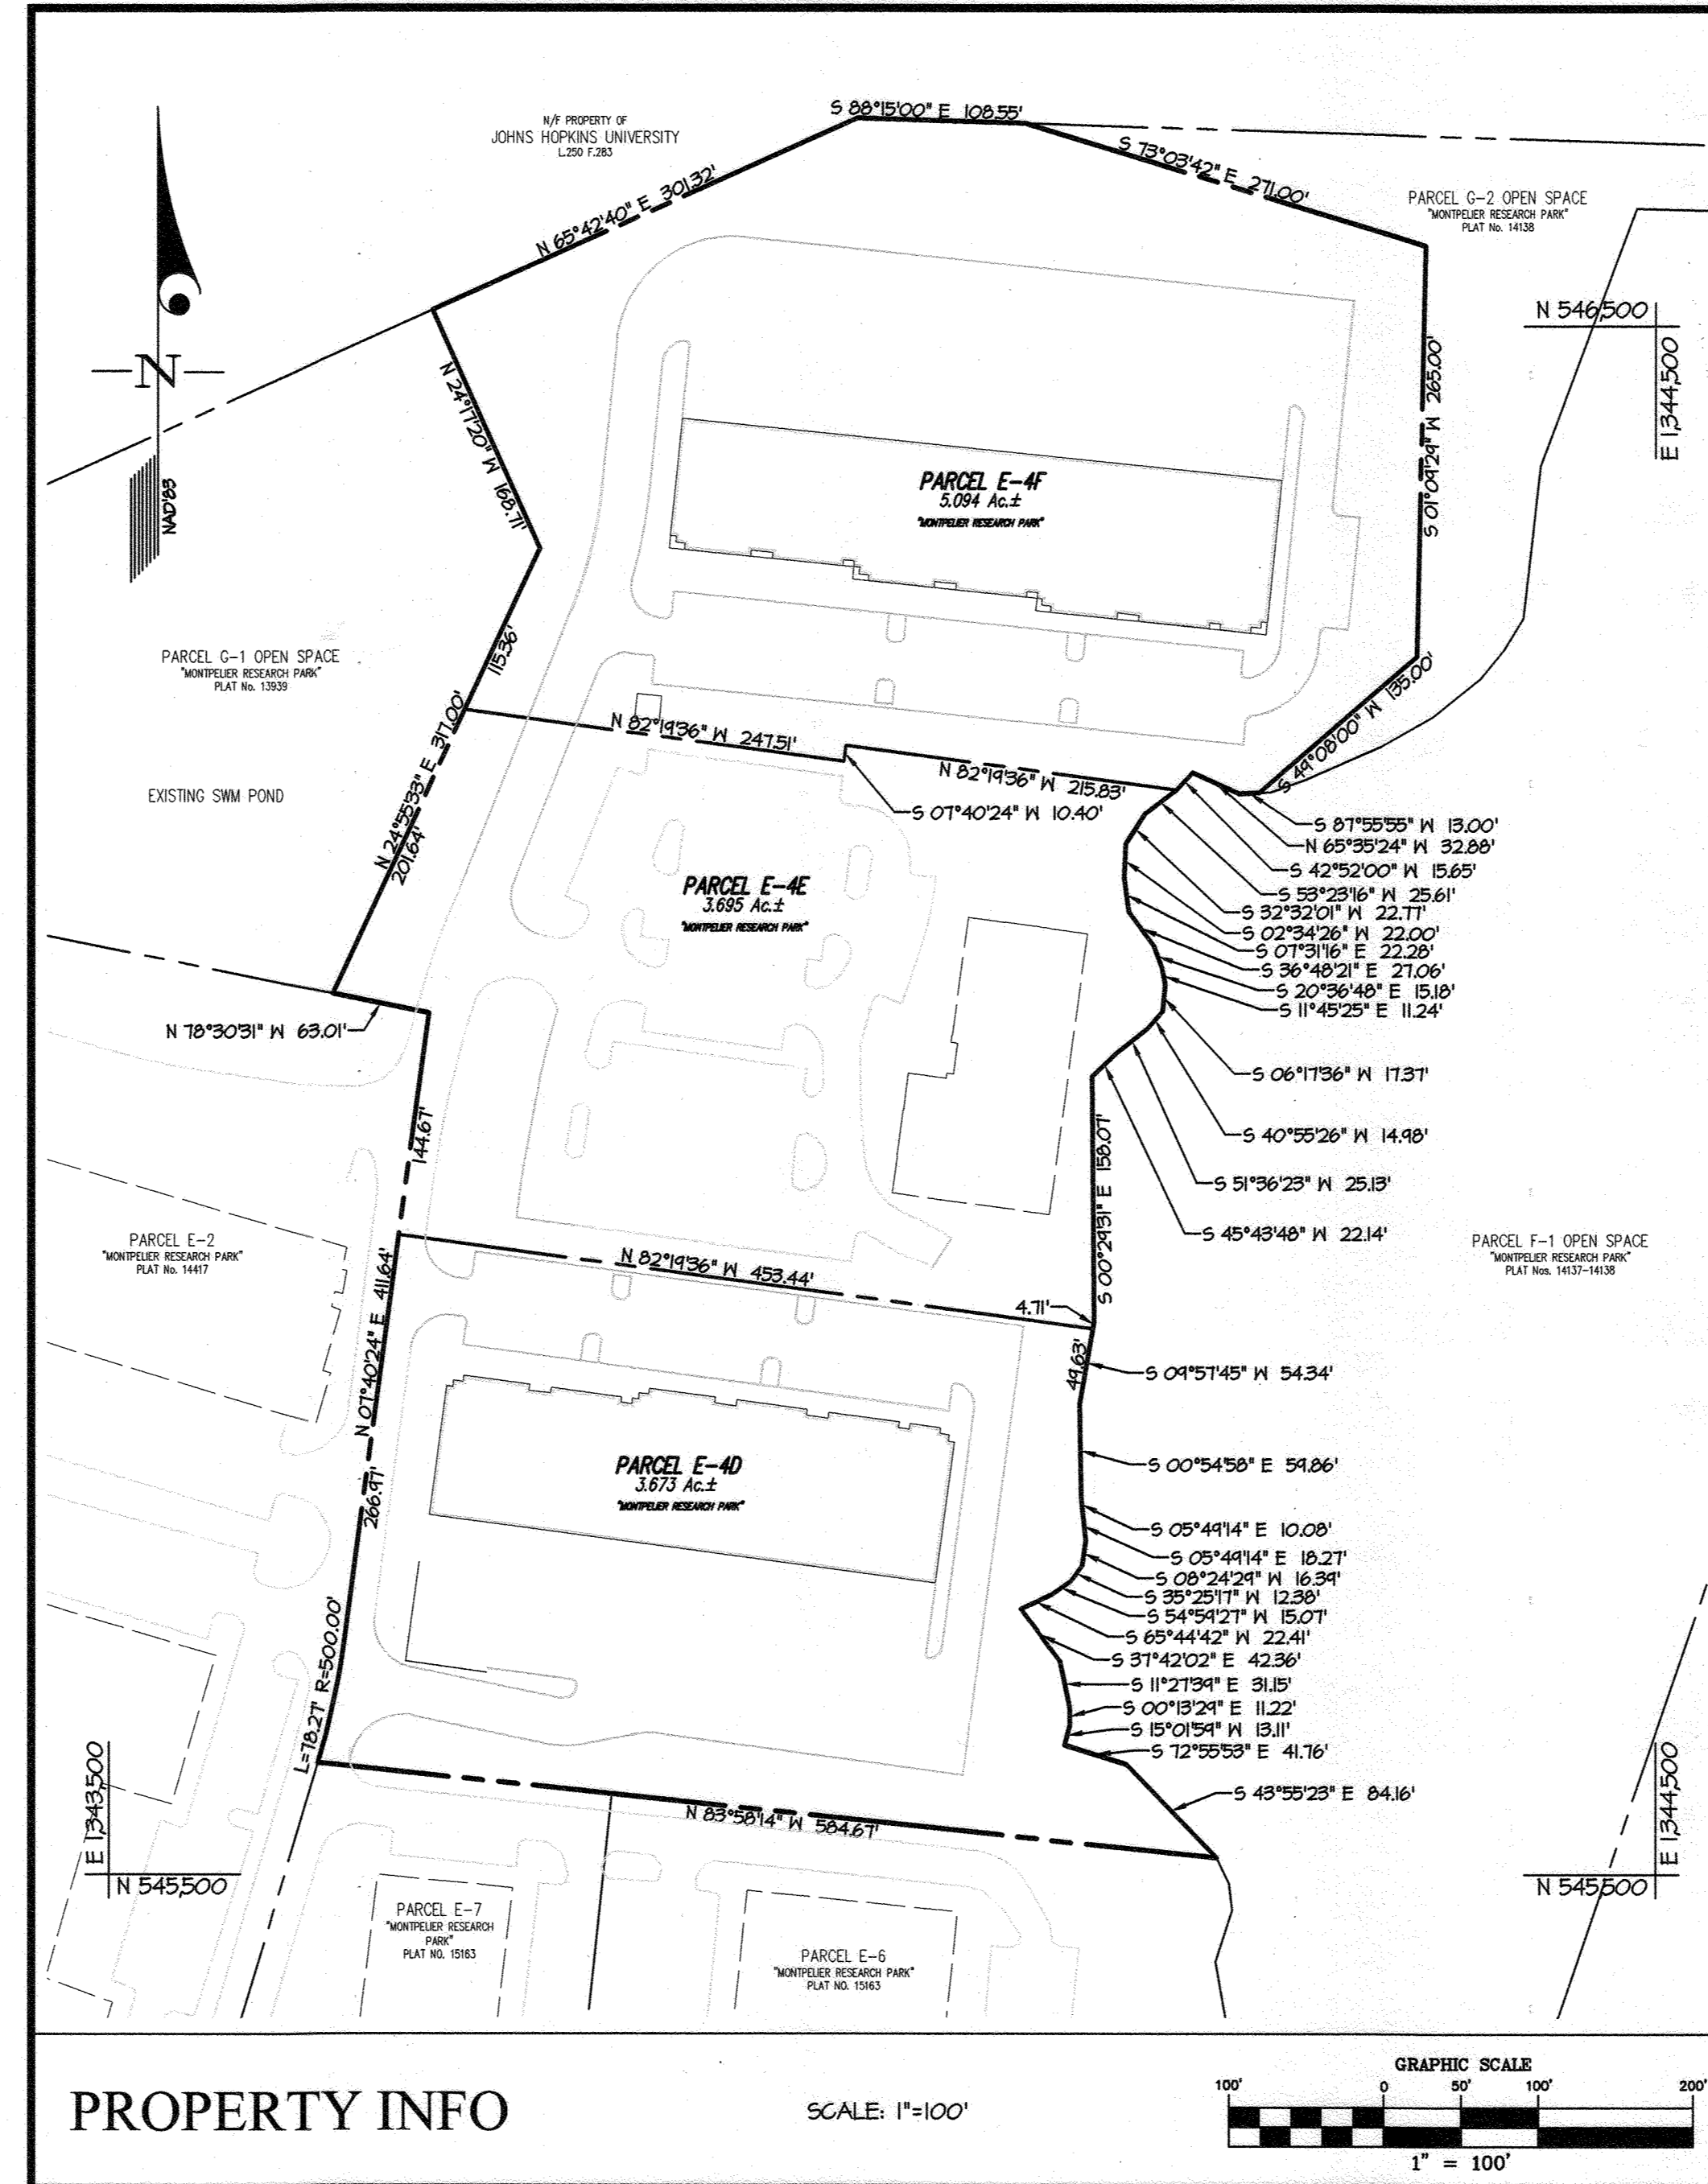 S 88°15'00" E 108.55'
N/F PROPERTY OF
JOHNS HOPKINS UNIVERSITY
L.250 F.283
S 73°03'42" E 271.00'
N 65°42'40" E 301.32'
PARCEL G-2 OPEN SPACE
"MONTPELIER RESEARCH PARK"
PLAT No. 14138
N 546,500
E 1,344,500
N
NAD'83
N 24°17'20" W 168.71'
S 01°09'29" W 265.00'
PARCEL E-4F
5.094 Ac.±
"MONTPELIER RESEARCH PARK"
115.36'
PARCEL G-1 OPEN SPACE
"MONTPELIER RESEARCH PARK"
PLAT No. 13939
S 49°08'00" W 135.00'
N 82°19'36" W 247.51'
N 82°19'36" W 215.83'
S 07°40'24" W 10.40'
EXISTING SWM POND
N 24°55'33" E 317.00'
201.64'
S 87°55'55" W 13.00'
N 65°35'24" W 32.88'
S 42°52'00" W 15.65'
S 53°23'16" W 25.61'
S 32°32'01" W 22.77'
S 02°34'26" W 22.00'
S 07°31'16" E 22.28'
S 36°48'21" E 27.06'
S 20°36'48" E 15.18'
S 11°45'25" E 11.24'
PARCEL E-4E
3.695 Ac.±
"MONTPELIER RESEARCH PARK"
N 78°30'31" W 63.01'
S 06°17'36" W 17.37'
S 40°55'26" W 14.98'
S 51°36'23" W 25.13'
S 45°43'48" W 22.14'
144.67'
S 00°29'31" E 158.07'
PARCEL E-2
"MONTPELIER RESEARCH PARK"
PLAT No. 14417
PARCEL F-1 OPEN SPACE
"MONTPELIER RESEARCH PARK"
PLAT Nos. 14137-14138
N 82°19'36" W 453.44'
4.71'
N 07°40'24" E 411.64'
49.63'
S 09°57'45" W 54.34'
S 00°54'58" E 59.86'
PARCEL E-4D
3.673 Ac.±
"MONTPELIER RESEARCH PARK"
266.97'
S 05°49'14" E 10.08'
S 05°49'14" E 18.27'
S 08°24'29" W 16.39'
S 35°25'17" W 12.38'
S 54°59'27" W 15.07'
S 65°44'42" W 22.41'
S 37°42'02" E 42.36'
S 11°27'39" E 31.15'
S 00°13'29" E 11.22'
S 15°01'59" W 13.11'
S 72°55'53" E 41.76'
S 43°55'23" E 84.16'
L=78.27' R=500.00'
N 83°58'14" W 584.67'
E 1,343,500
N 545,500
E 1,344,500
N 545,500
PARCEL E-7
"MONTPELIER RESEARCH
PARK"
PLAT NO. 15163
PARCEL E-6
"MONTPELIER RESEARCH PARK"
PLAT NO. 15163
PROPERTY INFO
SCALE: 1"=100'
GRAPHIC SCALE
100' 0 50' 100' 200'
1" = 100'